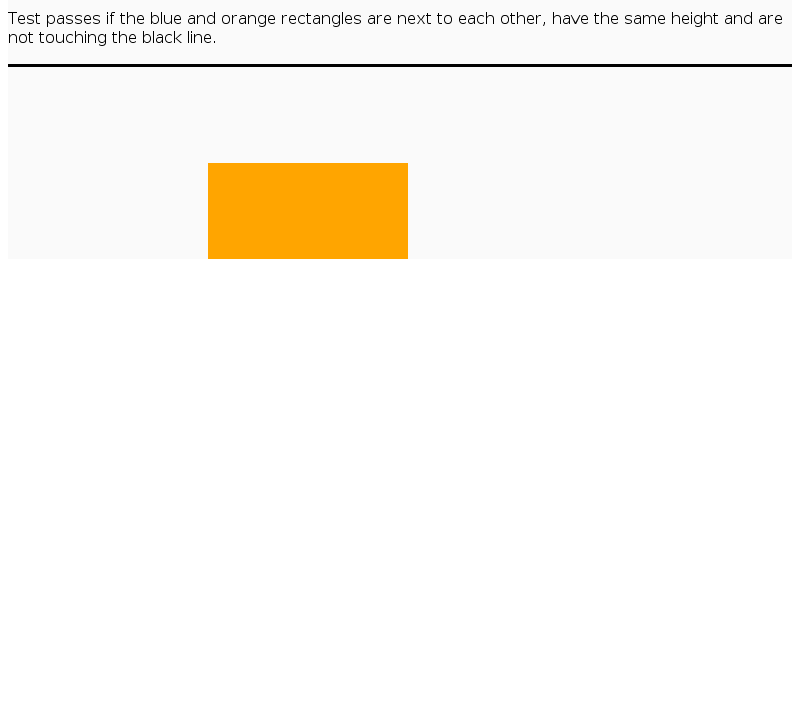 Test passes if the blue and orange rectangles are next to each other, have the same height and are
not touching the black line.